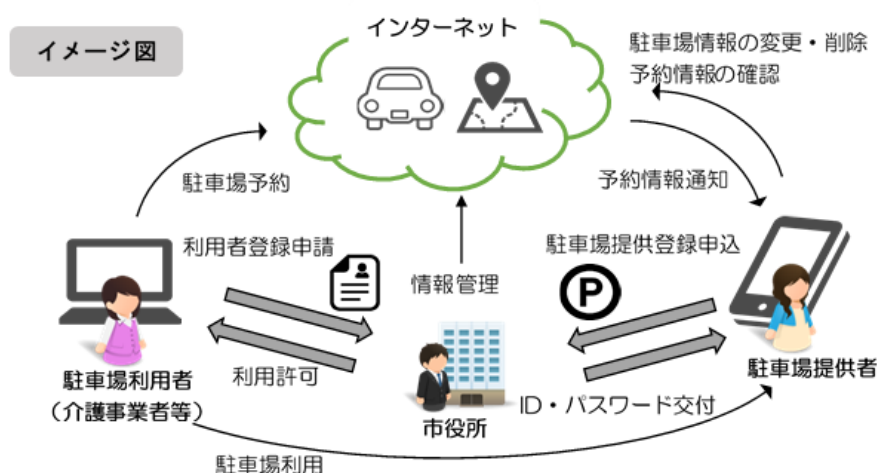 イメージ図
インターネット
駐車場情報の変更・削除
予約情報の確認
駐車場予約
予約情報通知
利用者登録申請
駐車場提供登録申込
情報管理
P
利用許可
駐車場利用者
（介護事業者等）
市役所
ID・パスワード交付
駐車場提供者
駐車場利用